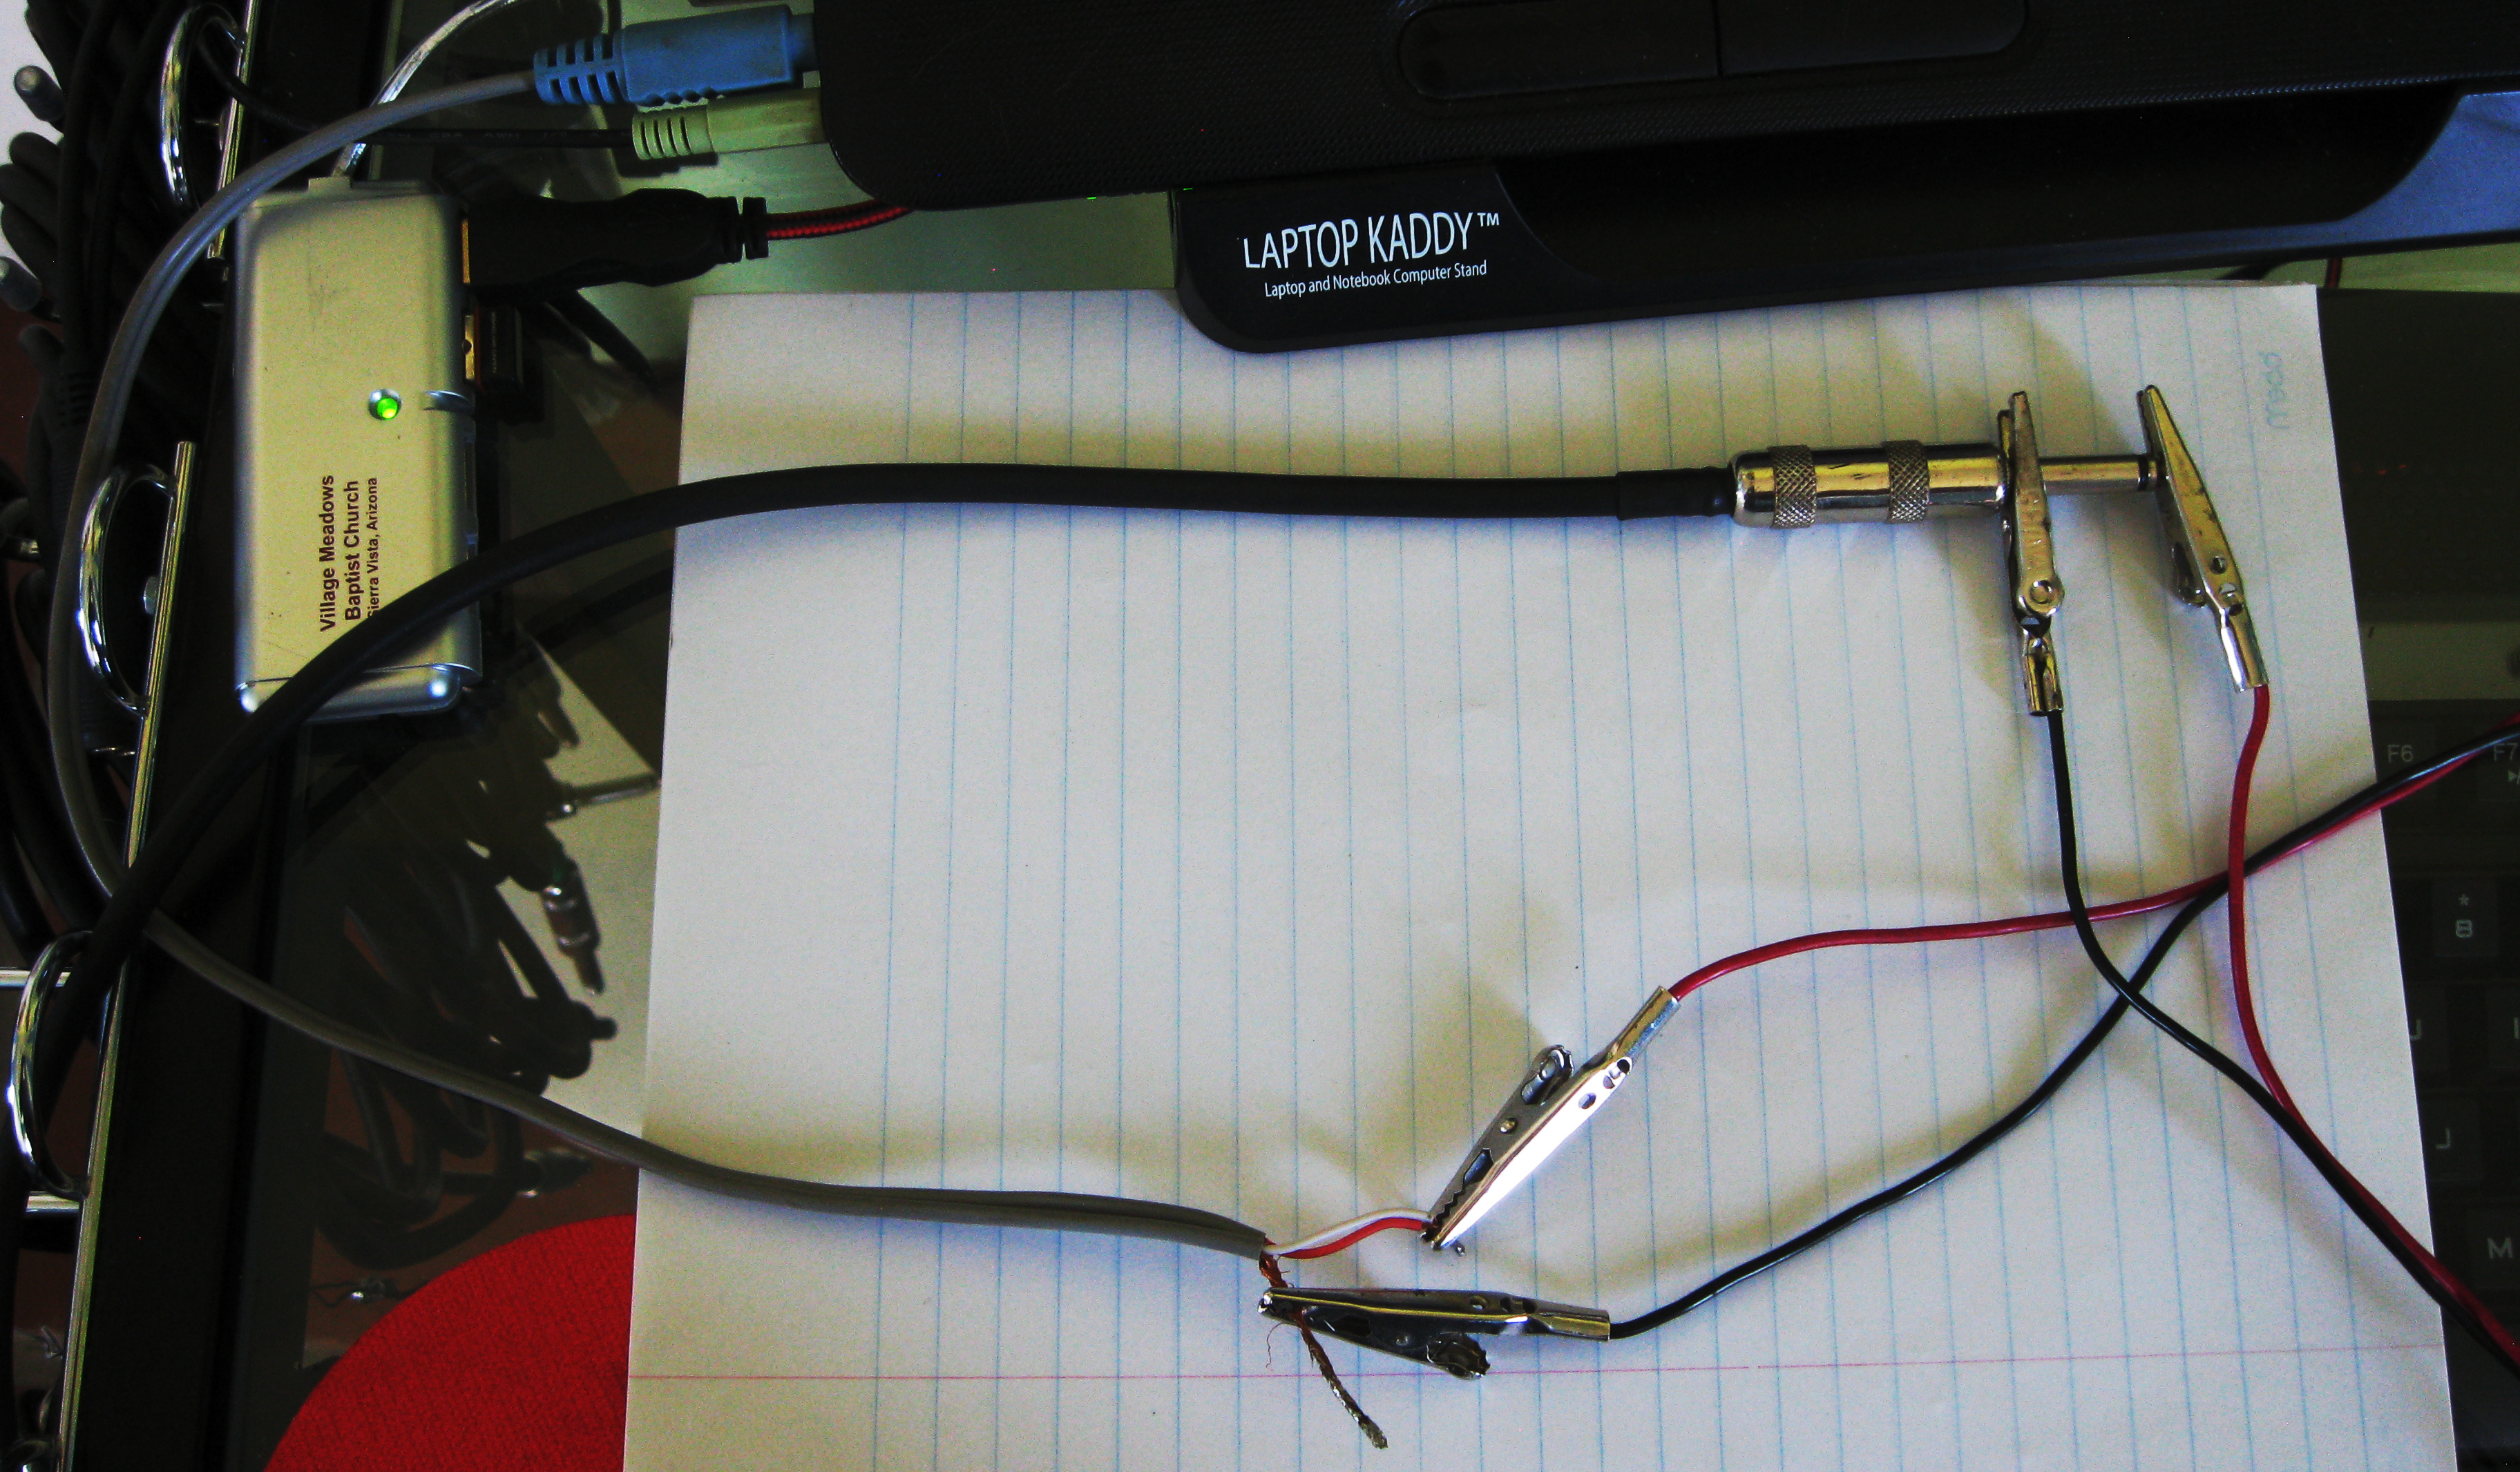 LAPTOP KADDY™
Laptop and Notebook Computer Stand
mead
Village Meadows
Baptist Church
Sierra Vista, Arizona
F6
F7
*
8
J
M